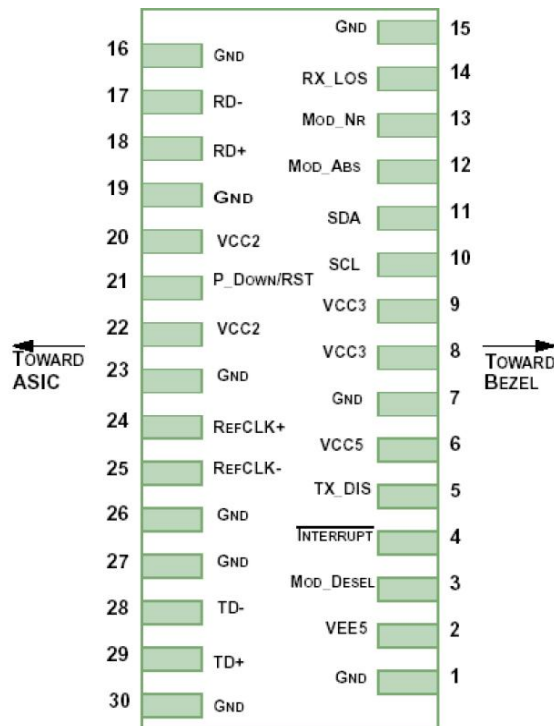 16 GND
17 RD-
18 RD+
19 GND
20 VCC2
21 P_DOWN/RST
22 VCC2
23 GND
24 REFCLK+
25 REFCLK-
26 GND
27 GND
28 TD-
29 TD+
30 GND
TOWARD
ASIC
GND 15
RX_LOS 14
MOD_NR 13
MOD_ABS 12
SDA 11
SCL 10
VCC3 9
VCC3 8
GND 7
VCC5 6
TX_DIS 5
INTERRUPT 4
MOD_DESEL 3
VEE5 2
GND 1
TOWARD
BEZEL